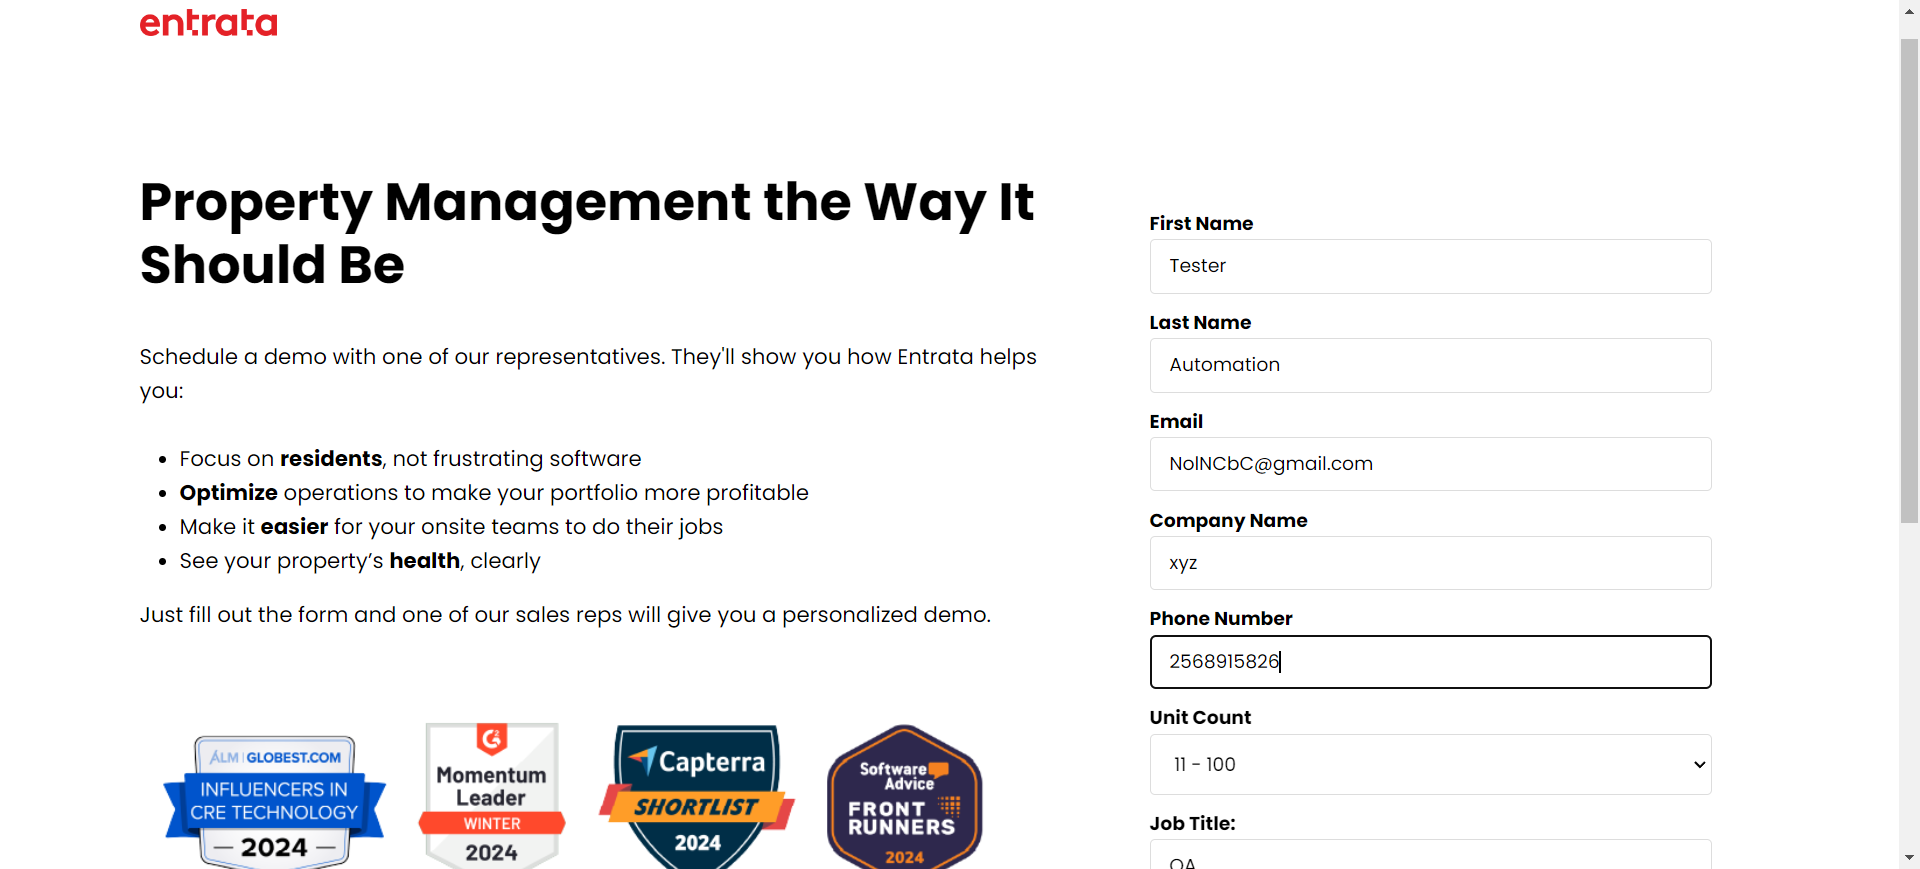 entrata
Property Management the Way It
Should Be
Schedule a demo with one of our representatives. They'll show you how Entrata helps
you:
Focus on residents, not frustrating software
Optimize operations to make your portfolio more profitable
Make it easier for your onsite teams to do their jobs
See your property’s health, clearly
Just fill out the form and one of our sales reps will give you a personalized demo.
ALM | GLOBEST.COM
INFLUENCERS IN
CRE TECHNOLOGY
— 2024 —
G2
Momentum
Leader
WINTER
2024
Capterra
SHORTLIST
2024
Software
Advice
FRONT
RUNNERS
2024
First Name
Tester
Last Name
Automation
Email
NolNCbC@gmail.com
Company Name
xyz
Phone Number
2568915826
Unit Count
11 - 100
Job Title:
QA